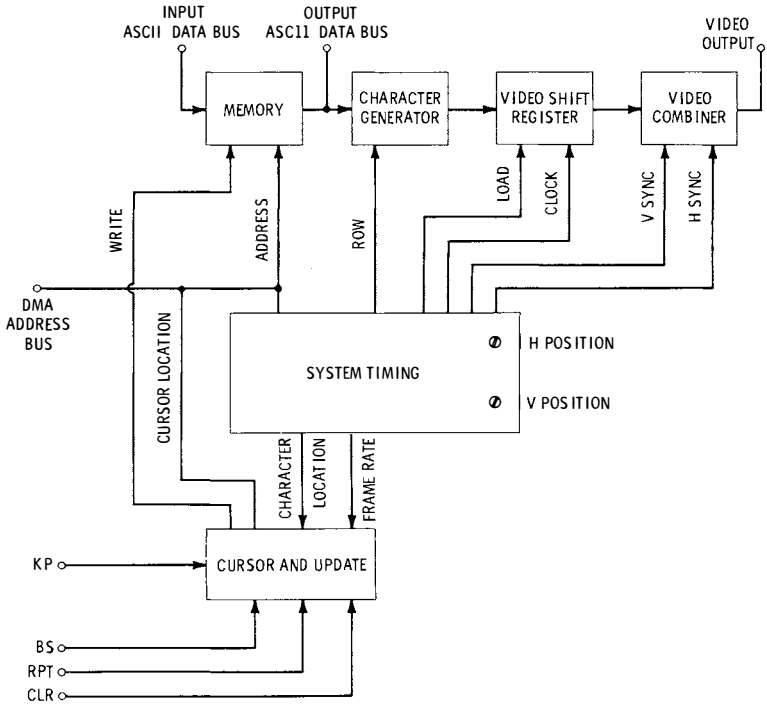 INPUT
ASCII DATA BUS
OUTPUT
ASC11 DATA BUS
VIDEO
OUTPUT
MEMORY
CHARACTER
GENERATOR
VIDEO SHIFT
REGISTER
VIDEO
COMBINER
WRITE
ADDRESS
ROW
LOAD
CLOCK
V SYNC
H SYNC
DMA
ADDRESS
BUS
CURSOR LOCATION
SYSTEM TIMING
H POSITION
V POSITION
CHARACTER
LOCATION
FRAME RATE
KP
CURSOR AND UPDATE
BS
RPT
CLR